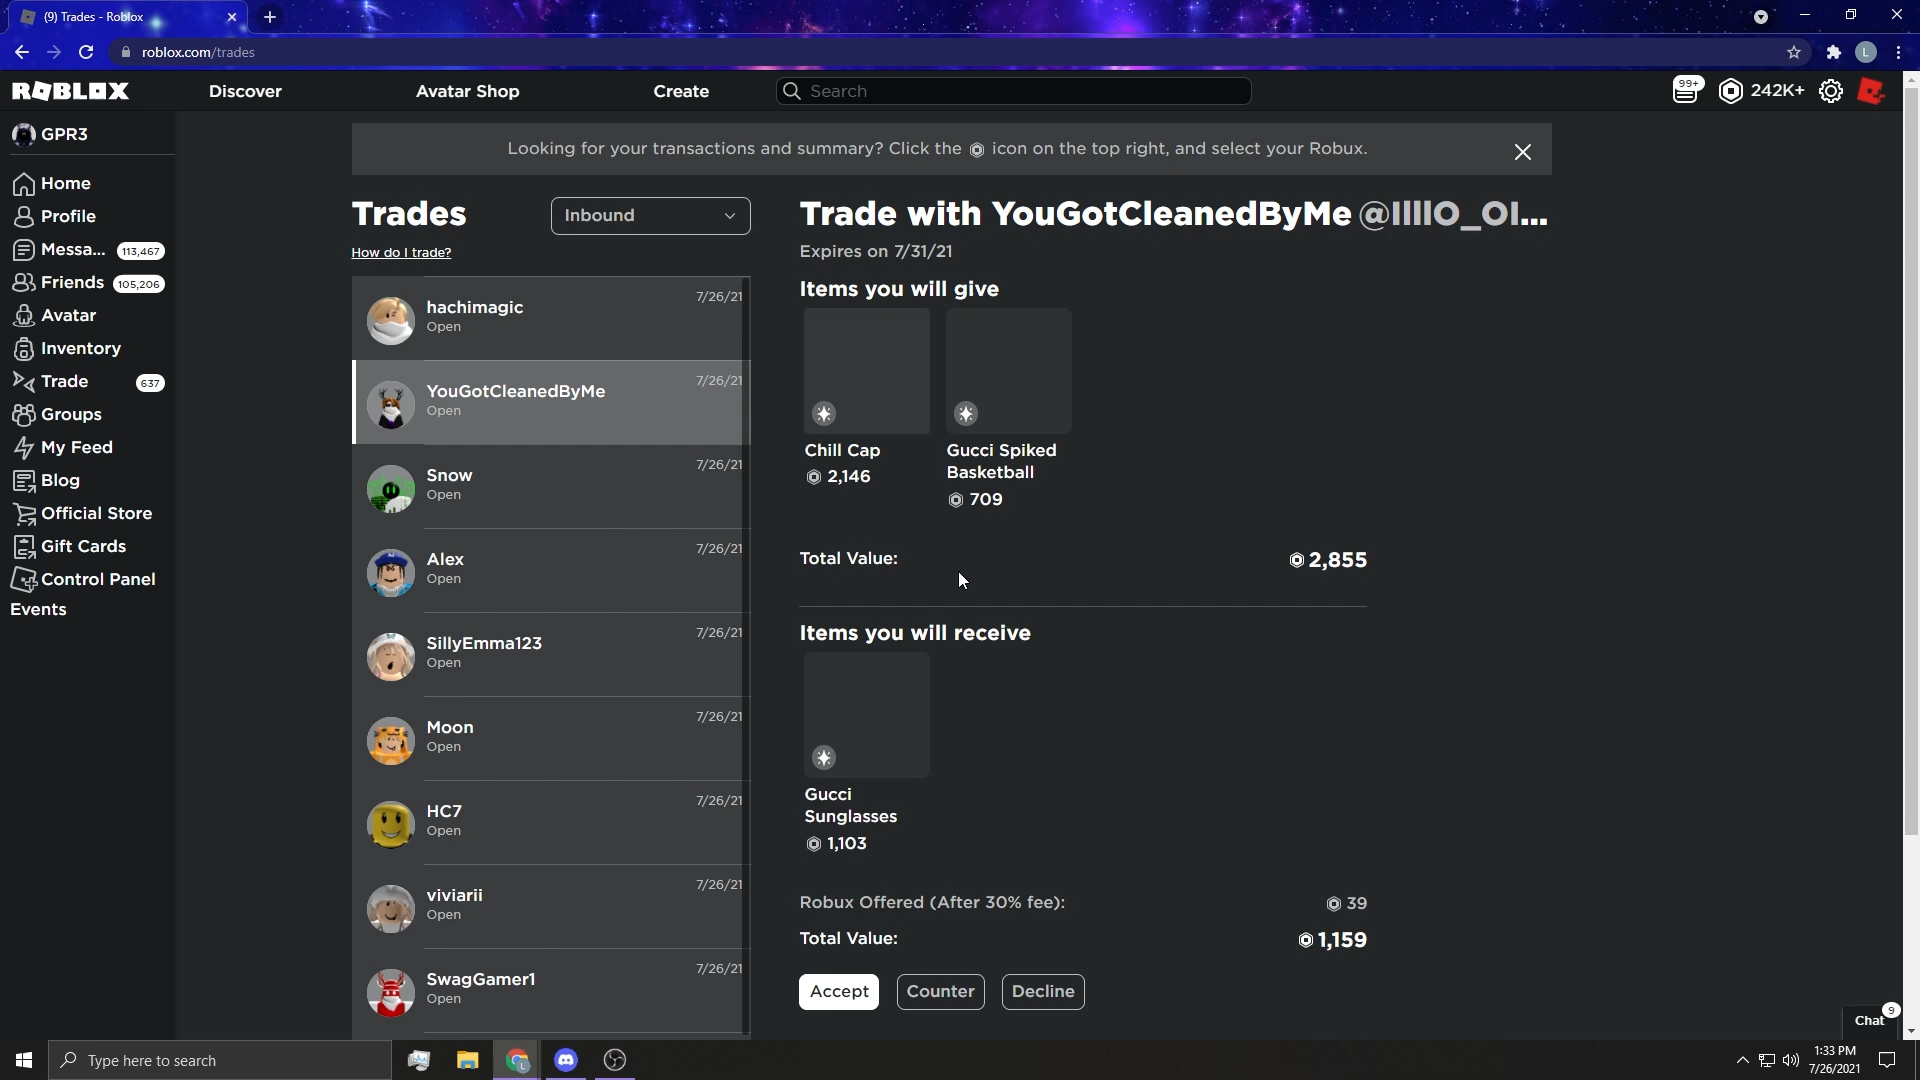 (9) Trades - Roblox
roblox.com/trades
ROBLOX
Discover
Avatar Shop
Create
Search
99+
242K+
GPR3
Home
Profile
Messa... 113,467
Friends 105,206
Avatar
Inventory
Trade 637
Groups
My Feed
Blog
Official Store
Gift Cards
Control Panel
Events
Looking for your transactions and summary? Click the icon on the top right, and select your Robux.
Trades
Inbound
How do I trade?
hachimagic 7/26/21
Open
YouGotCleanedByMe 7/26/21
Open
Snow 7/26/21
Open
Alex 7/26/21
Open
SillyEmma123 7/26/21
Open
Moon 7/26/21
Open
HC7 7/26/21
Open
viviarii 7/26/21
Open
SwagGamer1 7/26/21
Open
Trade with YouGotCleanedByMe
Expires on 7/31/21
Items you will give
Chill Cap
2,146
Gucci Spiked
Basketball
709
Total Value: 2,855
Items you will receive
Gucci
Sunglasses
1,103
Robux Offered (After 30% fee): 39
Total Value: 1,159
Accept
Counter
Decline
Chat 9
L
Type here to search
1:33 PM
7/26/2021